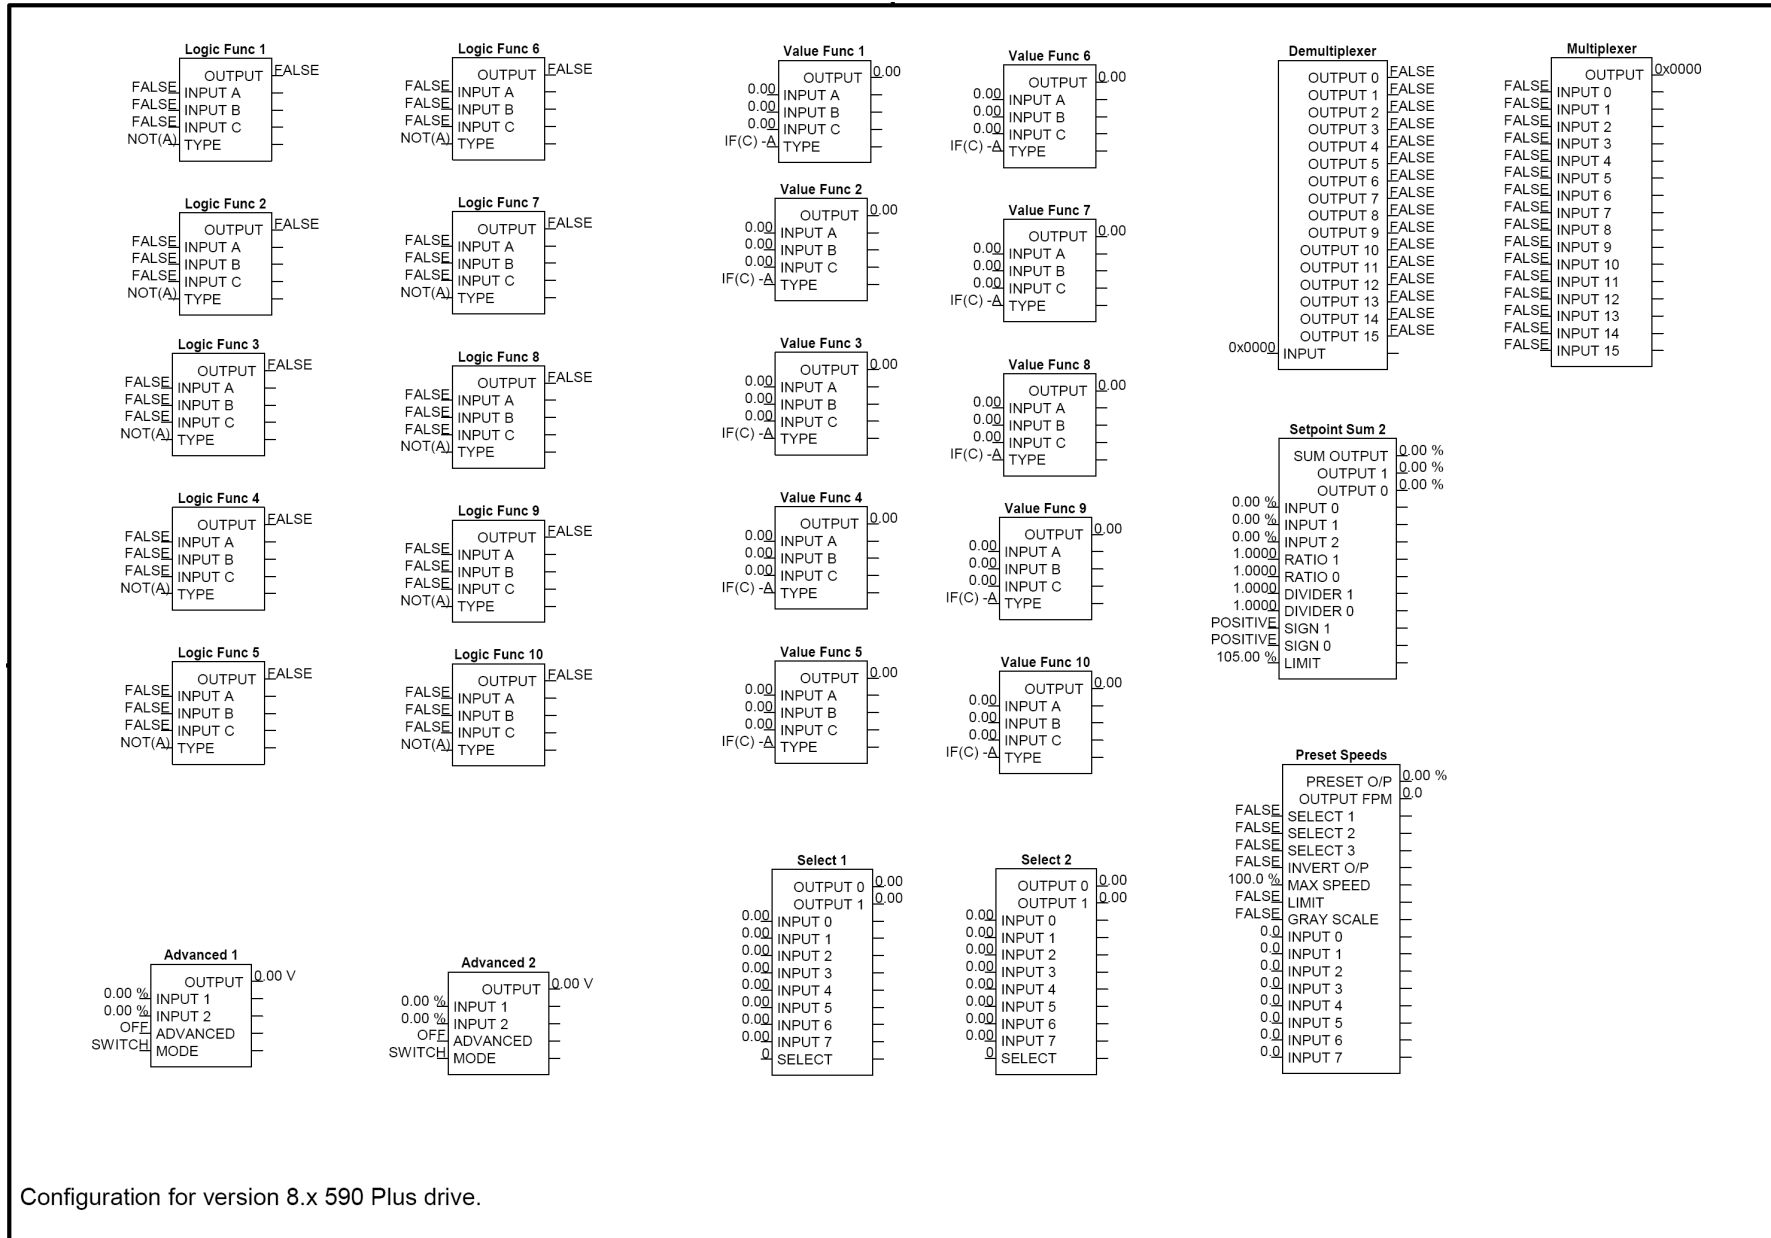 Logic Func 1
OUTPUT FALSE
FALSE INPUT A
FALSE INPUT B
FALSE INPUT C
NOT(A) TYPE
Logic Func 2
OUTPUT FALSE
FALSE INPUT A
FALSE INPUT B
FALSE INPUT C
NOT(A) TYPE
Logic Func 3
OUTPUT FALSE
FALSE INPUT A
FALSE INPUT B
FALSE INPUT C
NOT(A) TYPE
Logic Func 4
OUTPUT FALSE
FALSE INPUT A
FALSE INPUT B
FALSE INPUT C
NOT(A) TYPE
Logic Func 5
OUTPUT FALSE
FALSE INPUT A
FALSE INPUT B
FALSE INPUT C
NOT(A) TYPE
Advanced 1
OUTPUT 0.00 V
0.00 % INPUT 1
0.00 % INPUT 2
OFF ADVANCED
SWITCH MODE
Logic Func 6
OUTPUT FALSE
FALSE INPUT A
FALSE INPUT B
FALSE INPUT C
NOT(A) TYPE
Logic Func 7
OUTPUT FALSE
FALSE INPUT A
FALSE INPUT B
FALSE INPUT C
NOT(A) TYPE
Logic Func 8
OUTPUT FALSE
FALSE INPUT A
FALSE INPUT B
FALSE INPUT C
NOT(A) TYPE
Logic Func 9
OUTPUT FALSE
FALSE INPUT A
FALSE INPUT B
FALSE INPUT C
NOT(A) TYPE
Logic Func 10
OUTPUT FALSE
FALSE INPUT A
FALSE INPUT B
FALSE INPUT C
NOT(A) TYPE
Advanced 2
OUTPUT 0.00 V
0.00 % INPUT 1
0.00 % INPUT 2
OFF ADVANCED
SWITCH MODE
Value Func 1
OUTPUT 0.00
0.00 INPUT A
0.00 INPUT B
0.00 INPUT C
IF(C) -A TYPE
Value Func 2
OUTPUT 0.00
0.00 INPUT A
0.00 INPUT B
0.00 INPUT C
IF(C) -A TYPE
Value Func 3
OUTPUT 0.00
0.00 INPUT A
0.00 INPUT B
0.00 INPUT C
IF(C) -A TYPE
Value Func 4
OUTPUT 0.00
0.00 INPUT A
0.00 INPUT B
0.00 INPUT C
IF(C) -A TYPE
Value Func 5
OUTPUT 0.00
0.00 INPUT A
0.00 INPUT B
0.00 INPUT C
IF(C) -A TYPE
Select 1
OUTPUT 0 0.00
OUTPUT 1 0.00
0.00 INPUT 0
0.00 INPUT 1
0.00 INPUT 2
0.00 INPUT 3
0.00 INPUT 4
0.00 INPUT 5
0.00 INPUT 6
0.00 INPUT 7
0 SELECT
Value Func 6
OUTPUT 0.00
0.00 INPUT A
0.00 INPUT B
0.00 INPUT C
IF(C) -A TYPE
Value Func 7
OUTPUT 0.00
0.00 INPUT A
0.00 INPUT B
0.00 INPUT C
IF(C) -A TYPE
Value Func 8
OUTPUT 0.00
0.00 INPUT A
0.00 INPUT B
0.00 INPUT C
IF(C) -A TYPE
Value Func 9
OUTPUT 0.00
0.00 INPUT A
0.00 INPUT B
0.00 INPUT C
IF(C) -A TYPE
Value Func 10
OUTPUT 0.00
0.00 INPUT A
0.00 INPUT B
0.00 INPUT C
IF(C) -A TYPE
Select 2
OUTPUT 0 0.00
OUTPUT 1 0.00
0.00 INPUT 0
0.00 INPUT 1
0.00 INPUT 2
0.00 INPUT 3
0.00 INPUT 4
0.00 INPUT 5
0.00 INPUT 6
0.00 INPUT 7
0 SELECT
Demultiplexer
OUTPUT 0 FALSE
OUTPUT 1 FALSE
OUTPUT 2 FALSE
OUTPUT 3 FALSE
OUTPUT 4 FALSE
OUTPUT 5 FALSE
OUTPUT 6 FALSE
OUTPUT 7 FALSE
OUTPUT 8 FALSE
OUTPUT 9 FALSE
OUTPUT 10 FALSE
OUTPUT 11 FALSE
OUTPUT 12 FALSE
OUTPUT 13 FALSE
OUTPUT 14 FALSE
OUTPUT 15 FALSE
0x0000 INPUT
Multiplexer
OUTPUT 0x0000
FALSE INPUT 0
FALSE INPUT 1
FALSE INPUT 2
FALSE INPUT 3
FALSE INPUT 4
FALSE INPUT 5
FALSE INPUT 6
FALSE INPUT 7
FALSE INPUT 8
FALSE INPUT 9
FALSE INPUT 10
FALSE INPUT 11
FALSE INPUT 12
FALSE INPUT 13
FALSE INPUT 14
FALSE INPUT 15
Setpoint Sum 2
SUM OUTPUT 0.00 %
OUTPUT 1 0.00 %
OUTPUT 0 0.00 %
0.00 % INPUT 0
0.00 % INPUT 1
0.00 % INPUT 2
1.0000 RATIO 1
1.0000 RATIO 0
1.0000 DIVIDER 1
1.0000 DIVIDER 0
POSITIVE SIGN 1
POSITIVE SIGN 0
105.00 % LIMIT
Preset Speeds
PRESET O/P 0.00 %
OUTPUT FPM 0.0
FALSE SELECT 1
FALSE SELECT 2
FALSE SELECT 3
FALSE INVERT O/P
100.0 % MAX SPEED
FALSE LIMIT
FALSE GRAY SCALE
0.0 INPUT 0
0.0 INPUT 1
0.0 INPUT 2
0.0 INPUT 3
0.0 INPUT 4
0.0 INPUT 5
0.0 INPUT 6
0.0 INPUT 7
Configuration for version 8.x 590 Plus drive.